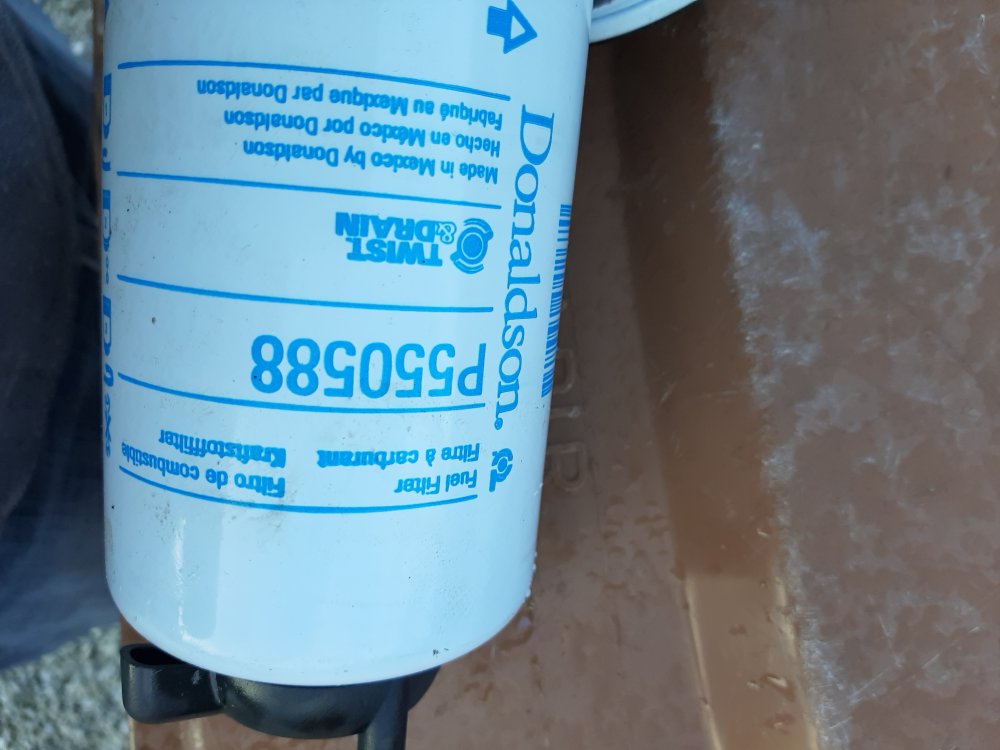 Donaldson.
Fuel Filter
Filtre à carburant
Filtro de combustible
Kraftstofffilter
P550588
TWIST
&DRAIN
Made in Mexico by Donaldson
Hecho en México por Donaldson
Fabriqué au Mexique par Donaldson